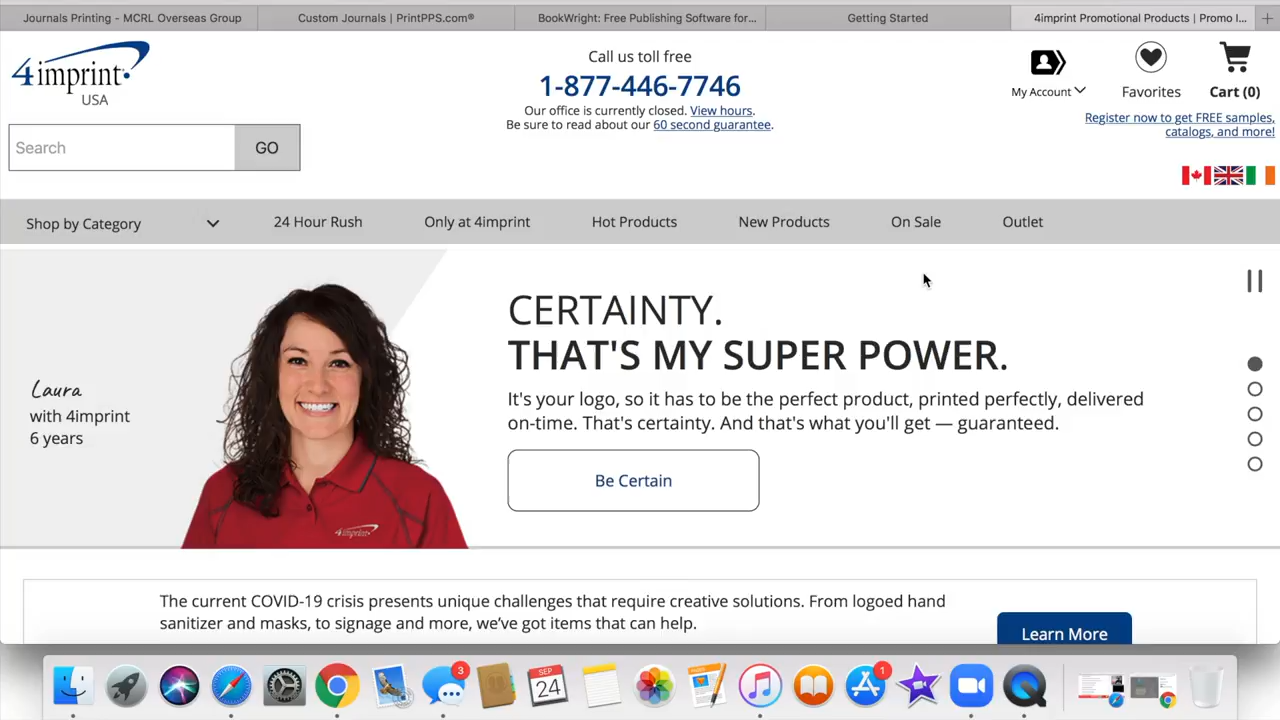 Journals Printing - MCRL Overseas Group
Custom Journals | PrintPPS.com®
BookWright: Free Publishing Software for...
Getting Started
4imprint Promotional Products | Promo I...
4imprint
USA
Call us toll free
1-877-446-7746
Our office is currently closed. View hours.
Be sure to read about our 60 second guarantee.
My Account
Favorites
Cart (0)
Register now to get FREE samples,
catalogs, and more!
Search
GO
Shop by Category
24 Hour Rush
Only at 4imprint
Hot Products
New Products
On Sale
Outlet
CERTAINTY.
THAT'S MY SUPER POWER.
It's your logo, so it has to be the perfect product, printed perfectly, delivered
on-time. That's certainty. And that's what you'll get — guaranteed.
Be Certain
Laura
with 4imprint
6 years
4imprint
The current COVID-19 crisis presents unique challenges that require creative solutions. From logoed hand
sanitizer and masks, to signage and more, we've got items that can help.
Learn More
3
SEP
24
1